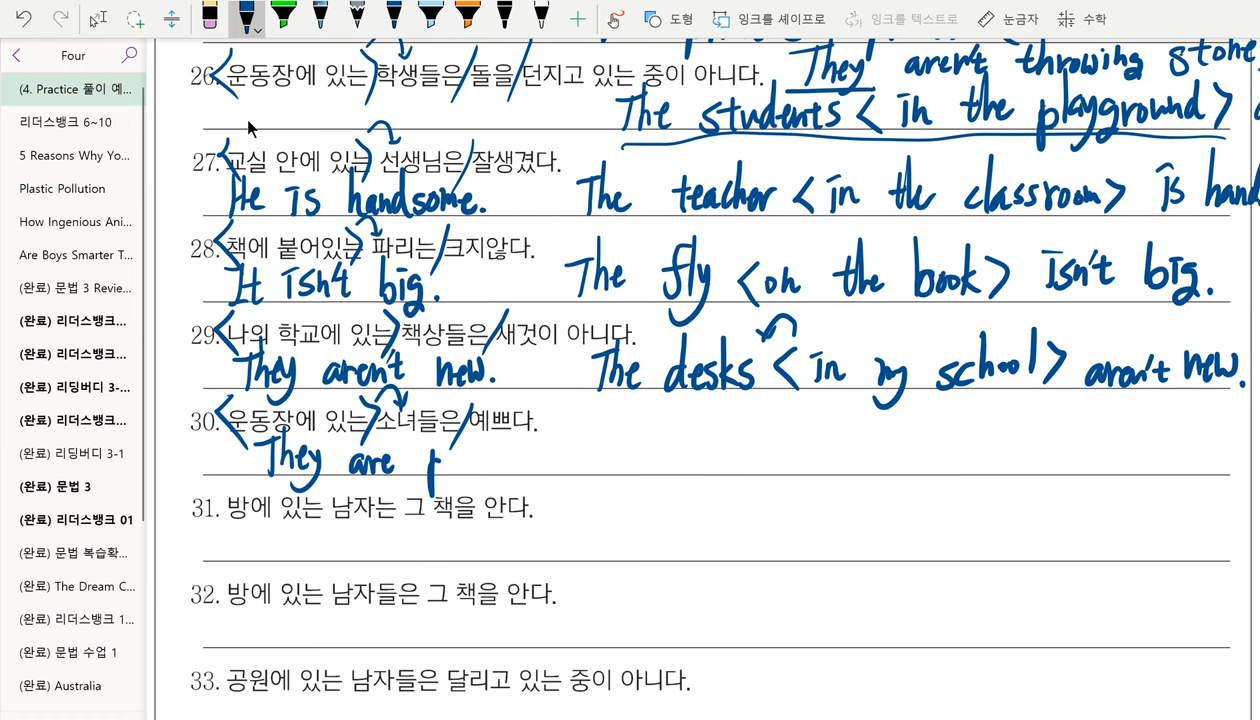 도형
잉크를 셰이프로
잉크를 텍스트로
눈금자
수학
Four
(4. Practice 풀이 예...
리더스뱅크 6~10
5 Reasons Why Yo...
Plastic Pollution
How Ingenious Ani...
Are Boys Smarter T...
(완료) 문법 3 Revie...
(완료) 리더스뱅크...
(완료) 리더스뱅크...
(완료) 리딩버디 3-...
(완료) 리더스뱅크...
(완료) 리딩버디 3-1
(완료) 문법 3
(완료) 리더스뱅크 01
(완료) 문법 복습확...
(완료) The Dream C...
(완료) 리더스뱅크 1...
(완료) 문법 수업 1
(완료) Australia
26. <운동장에 있는> 학생들은/ 돌을/ 던지고 있는 중이 아니다. They aren't throwing stone
The students < in the playground >
27. <교실 안에 있는> 선생님은/ 잘생겼다.
He is handsome. The teachor <in the classroom> is hand
28. <책에 붙어있는> 파리는/ 크지않다.
It isn't big. The fly <on the book> isn't big.
29. <나의 학교에 있는> 책상들은/ 새것이 아니다.
They aren't new. The desks <in my school> aren't new.
30. <운동장에 있는> 소녀들은/ 예쁘다.
They are p
31. 방에 있는 남자는 그 책을 안다.
32. 방에 있는 남자들은 그 책을 안다.
33. 공원에 있는 남자들은 달리고 있는 중이 아니다.